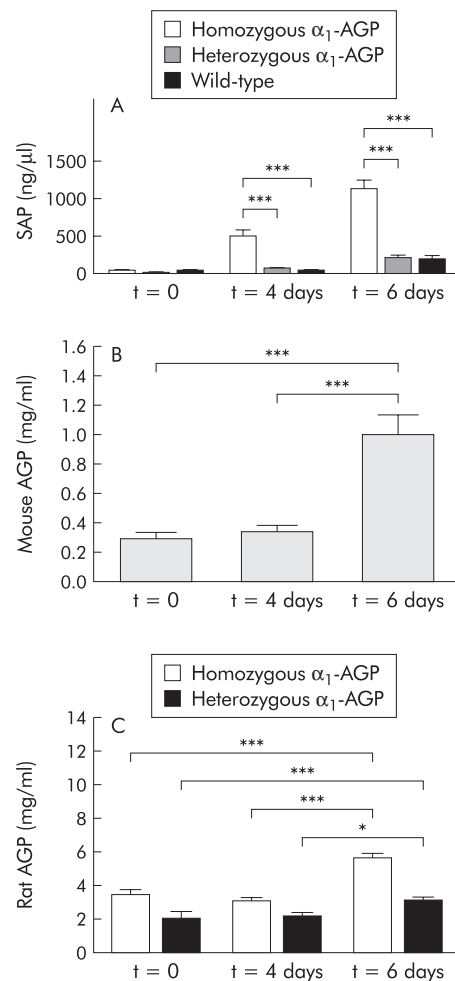 Homozygous α1-AGP
Heterozygous α1-AGP
Wild-type
A
SAP (ng/μl)
1500
1000
500
0
***
***
***
***
t = 0
t = 4 days
t = 6 days
B
Mouse AGP (mg/ml)
1.6
1.4
1.2
1.0
0.8
0.6
0.4
0.2
0.0
***
***
t = 0
t = 4 days
t = 6 days
Homozygous α1-AGP
Heterozygous α1-AGP
C
Rat AGP (mg/ml)
14
12
10
8
6
4
2
0
***
***
***
*
t = 0
t = 4 days
t = 6 days